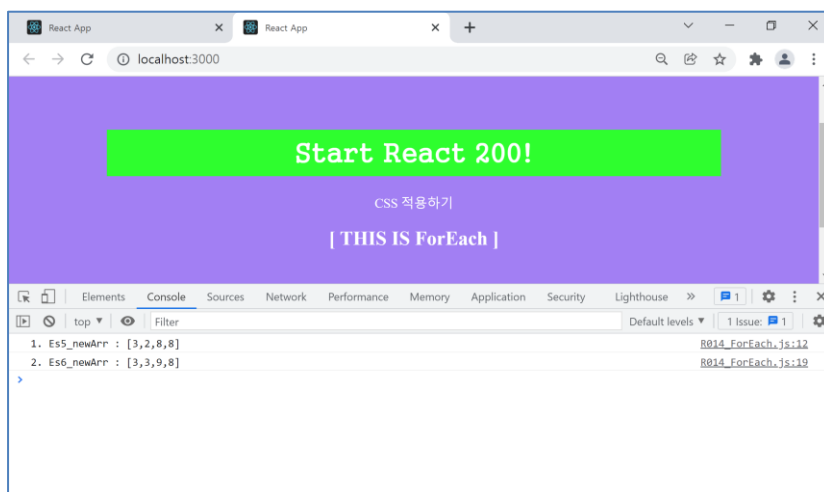 React App
React App
localhost:3000
Start React 200!
CSS 적용하기
[ THIS IS ForEach ]
Elements Console Sources Network Performance Memory Application Security Lighthouse » 1
top ▼ Filter Default levels ▼ 1 Issue: 1
1. Es5_newArr : [3,2,8,8] R014_ForEach.js:12
2. Es6_newArr : [3,3,9,8] R014_ForEach.js:19
>